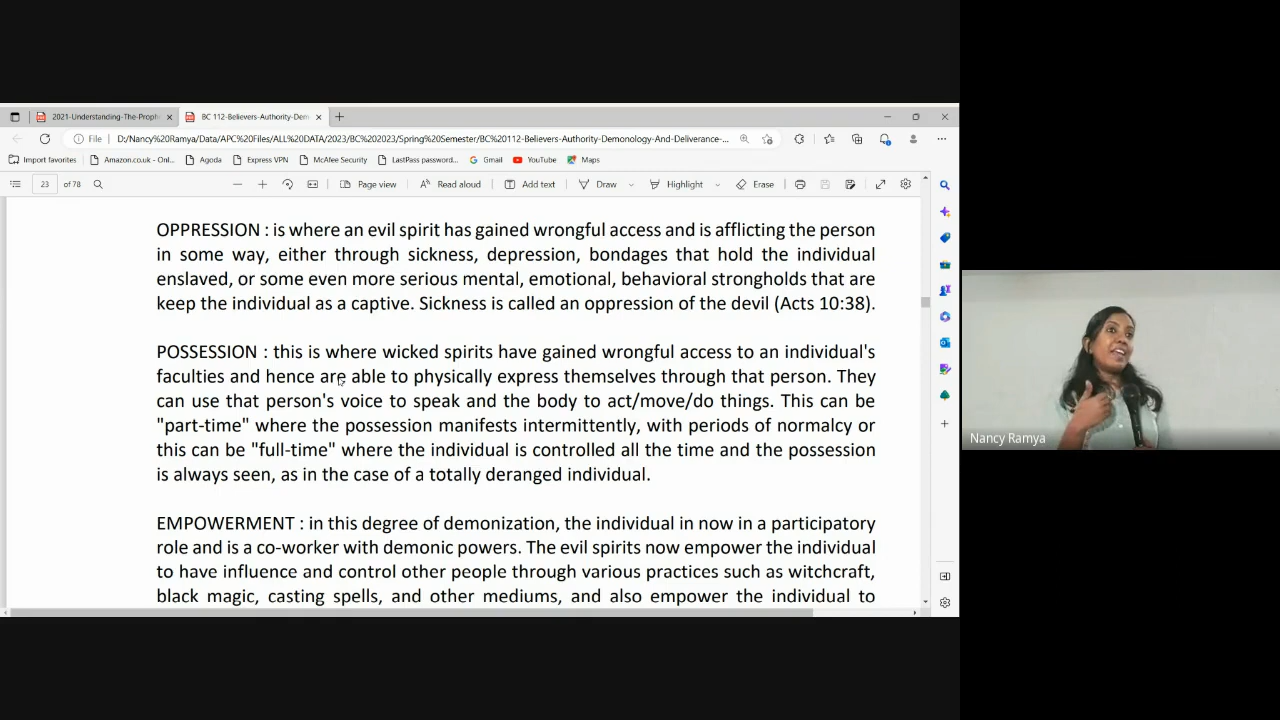 2021-Understanding-The-Prophe
BC 112-Believers-Authority-Dem
File
D:/Nancy%20Ramya/Data/APC%20Files/ALL%20DATA/2023/BC%202023/Spring%20Semester/BC%20112-Believers-Authority-Demonology-And-Deliverance-...
Import favorites
Amazon.co.uk - Onl...
Agoda
Express VPN
McAfee Security
LastPass password...
Gmail
YouTube
Maps
23 of 78
Page view
Read aloud
Add text
Draw
Highlight
Erase
OPPRESSION : is where an evil spirit has gained wrongful access and is afflicting the person
in some way, either through sickness, depression, bondages that hold the individual
enslaved, or some even more serious mental, emotional, behavioral strongholds that are
keep the individual as a captive. Sickness is called an oppression of the devil (Acts 10:38).
POSSESSION : this is where wicked spirits have gained wrongful access to an individual's
faculties and hence are able to physically express themselves through that person. They
can use that person's voice to speak and the body to act/move/do things. This can be
"part-time" where the possession manifests intermittently, with periods of normalcy or
this can be "full-time" where the individual is controlled all the time and the possession
is always seen, as in the case of a totally deranged individual.
EMPOWERMENT : in this degree of demonization, the individual in now in a participatory
role and is a co-worker with demonic powers. The evil spirits now empower the individual
to have influence and control other people through various practices such as witchcraft,
black magic, casting spells, and other mediums, and also empower the individual to
Nancy Ramya